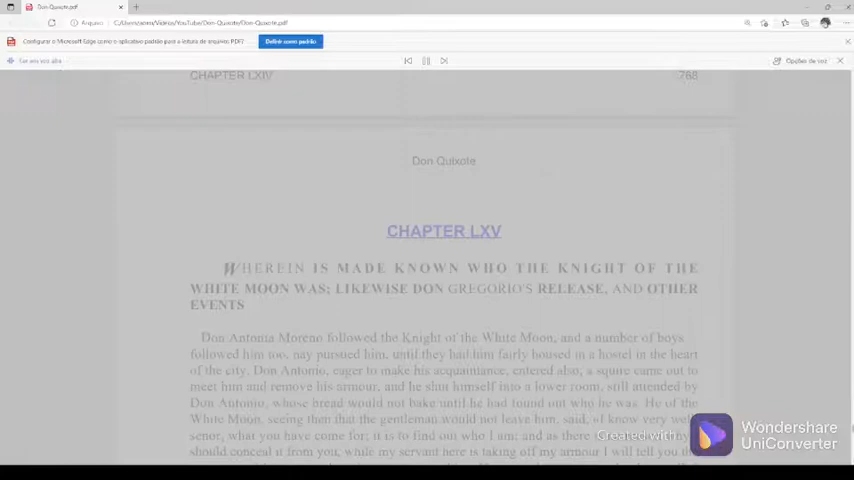 Don-Quixote.pdf
Arquivo
C:/Users/james/Videos/YouTube/Don-Quixote/Don-Quixote.pdf
Configurar o Microsoft Edge como o aplicativo padrão para a leitura de arquivos PDF?
Definir como padrão
Ler em voz alta
Opções de voz
CHAPTER LXIV
768
Don Quixote
CHAPTER LXV
WHEREIN IS MADE KNOWN WHO THE KNIGHT OF THE
WHITE MOON WAS; LIKEWISE DON GREGORIO'S RELEASE, AND OTHER
EVENTS
Don Antonia Moreno followed the Knight of the White Moon, and a number of boys
followed him too, nay pursued him, until they had him fairly housed in a hostel in the heart
of the city. Don Antonio, eager to make his acquaintance, entered also, a squire came out to
meet him and remove his armour, and he shut himself into a lower room, still attended by
Don Antonio, whose bread would not bake until he had found out who he was. He of the
White Moon, seeing then that the gentleman would not leave him, said, «I know very well,
senor, what you have come for; it is to find out who I am; and as there
should conceal it from you, while my servant here is taking off my armour I will tell you the
Created with
Wondershare
UniConverter